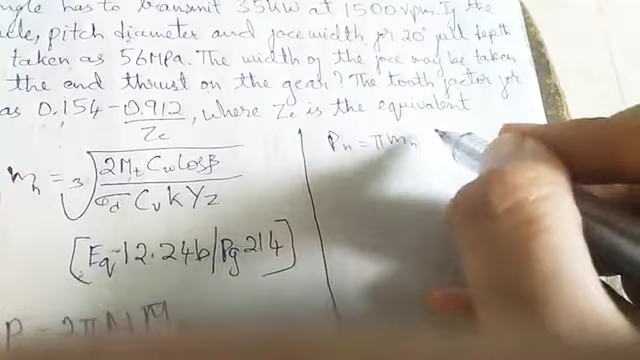 ngle has to transmit 35KW at 1500 rpm. If the
pitch diameter and face width for 20° full depth
taken as 56MPa. The width of the face may be taken
the end thrust on the gear? The tooth factor for
as 0.154 - 0.912/Ze, where Ze is the equivalent
mn = ∛(2Mt Cw Cosβ / σd Cv K Y z)
[Eq-12.24b/Pg 214]
Pn = π mn
P = 2πNM